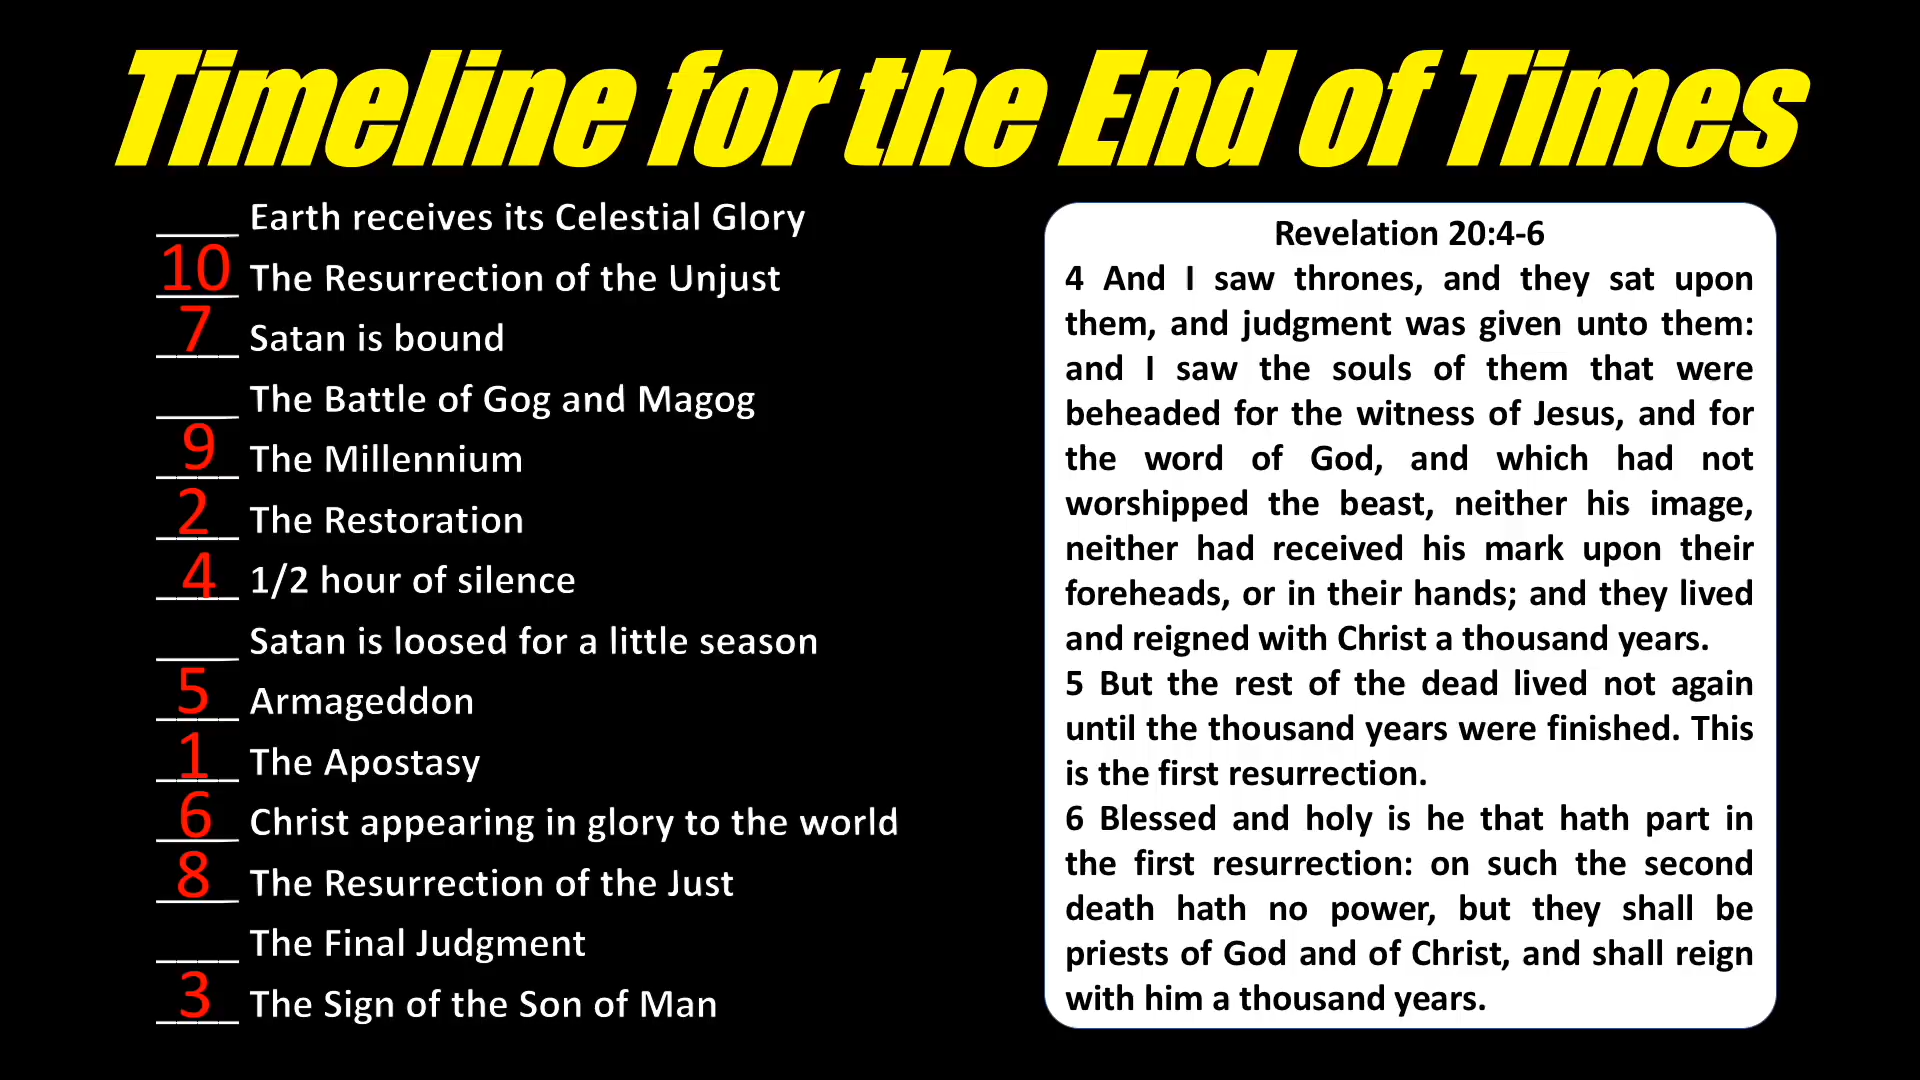 Timeline for the End of Times
____ Earth receives its Celestial Glory
10 The Resurrection of the Unjust
7 Satan is bound
____ The Battle of Gog and Magog
9 The Millennium
2 The Restoration
4 1/2 hour of silence
____ Satan is loosed for a little season
5 Armageddon
1 The Apostasy
6 Christ appearing in glory to the world
8 The Resurrection of the Just
____ The Final Judgment
3 The Sign of the Son of Man
Revelation 20:4-6
4 And I saw thrones, and they sat upon
them, and judgment was given unto them:
and I saw the souls of them that were
beheaded for the witness of Jesus, and for
the word of God, and which had not
worshipped the beast, neither his image,
neither had received his mark upon their
foreheads, or in their hands; and they lived
and reigned with Christ a thousand years.
5 But the rest of the dead lived not again
until the thousand years were finished. This
is the first resurrection.
6 Blessed and holy is he that hath part in
the first resurrection: on such the second
death hath no power, but they shall be
priests of God and of Christ, and shall reign
with him a thousand years.